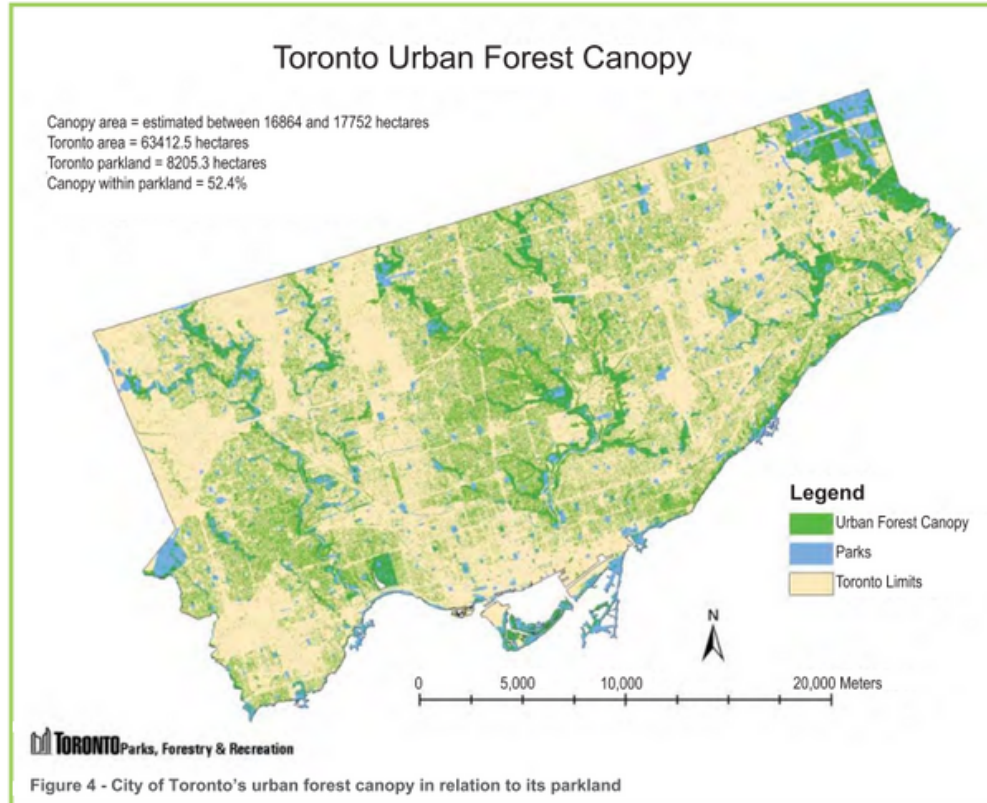 Toronto Urban Forest Canopy
Canopy area = estimated between 16864 and 17752 hectares
Toronto area = 63412.5 hectares
Toronto parkland = 8205.3 hectares
Canopy within parkland = 52.4%
Legend
Urban Forest Canopy
Parks
Toronto Limits
N
0 5,000 10,000 20,000 Meters
TORONTO Parks, Forestry & Recreation
Figure 4 - City of Toronto's urban forest canopy in relation to its parkland